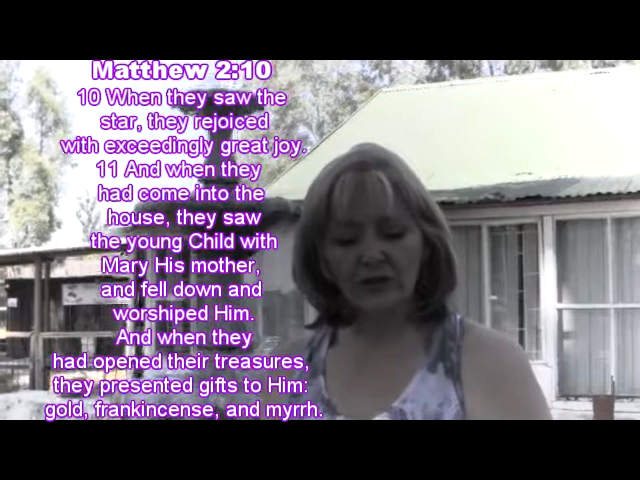 Matthew 2:10
10 When they saw the
star, they rejoiced
with exceedingly great joy.
11 And when they
had come into the
house, they saw
the young Child with
Mary His mother,
and fell down and
worshiped Him.
And when they
had opened their treasures,
they presented gifts to Him:
gold, frankincense, and myrrh.